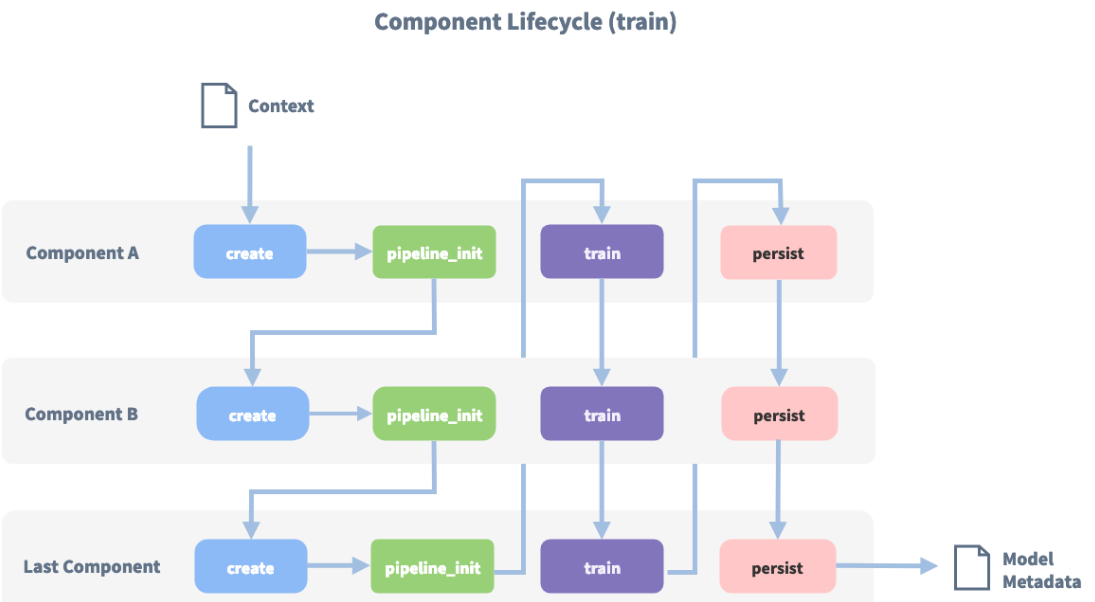 Component Lifecycle (train)
Context
Component A
create
pipeline_init
train
persist
Component B
create
pipeline_init
train
persist
Last Component
create
pipeline_init
train
persist
Model
Metadata